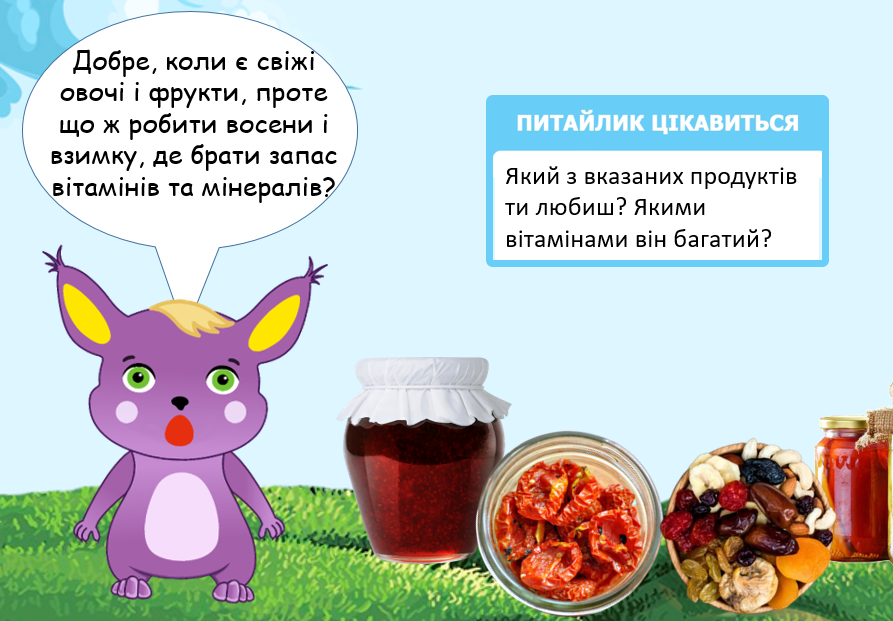 Добре, коли є свіжі
овочі і фрукти, проте
що ж робити восени і
взимку, де брати запас
вітамінів та мінералів?
ПИТАЙЛИК ЦІКАВИТЬСЯ
Який з вказаних продуктів
ти любиш? Якими
вітамінами він багатий?